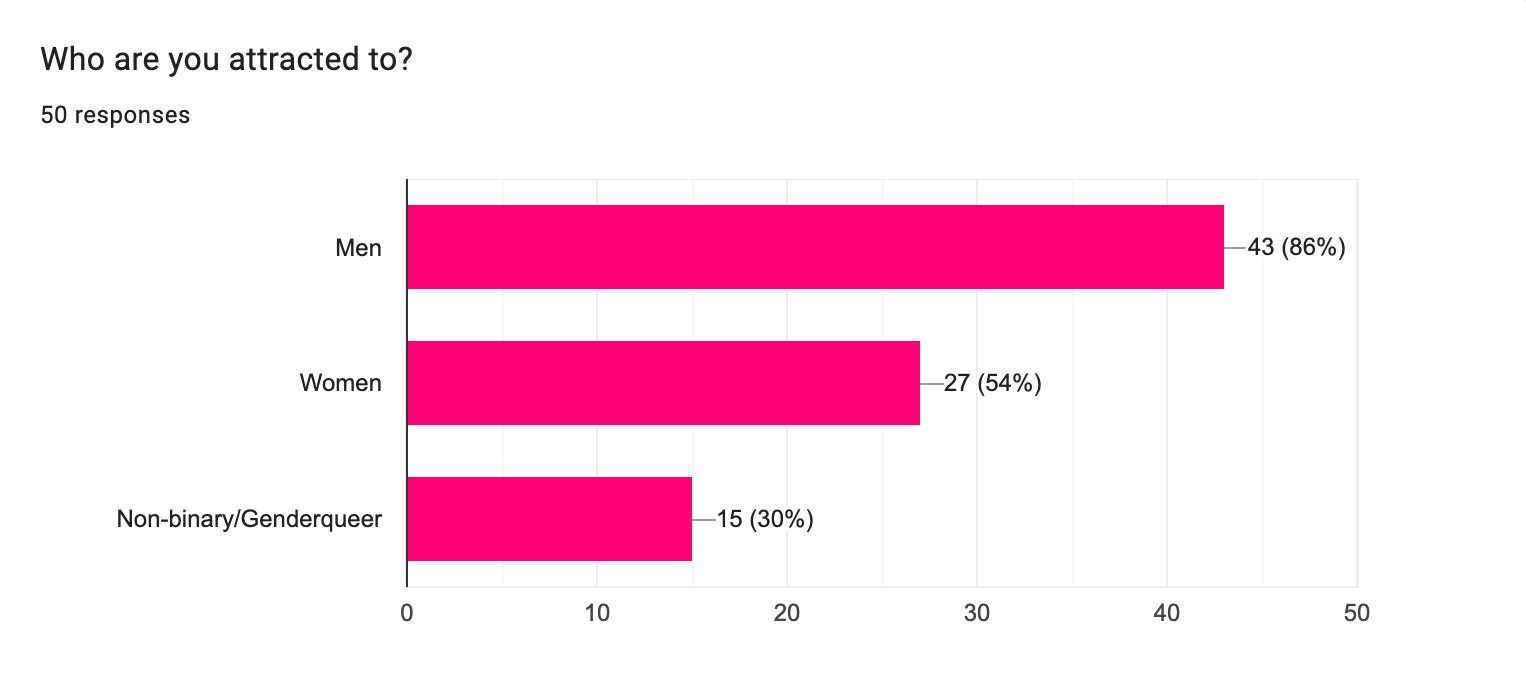 Who are you attracted to?
50 responses
Men
43 (86%)
Women
27 (54%)
Non-binary/Genderqueer
15 (30%)
0 10 20 30 40 50